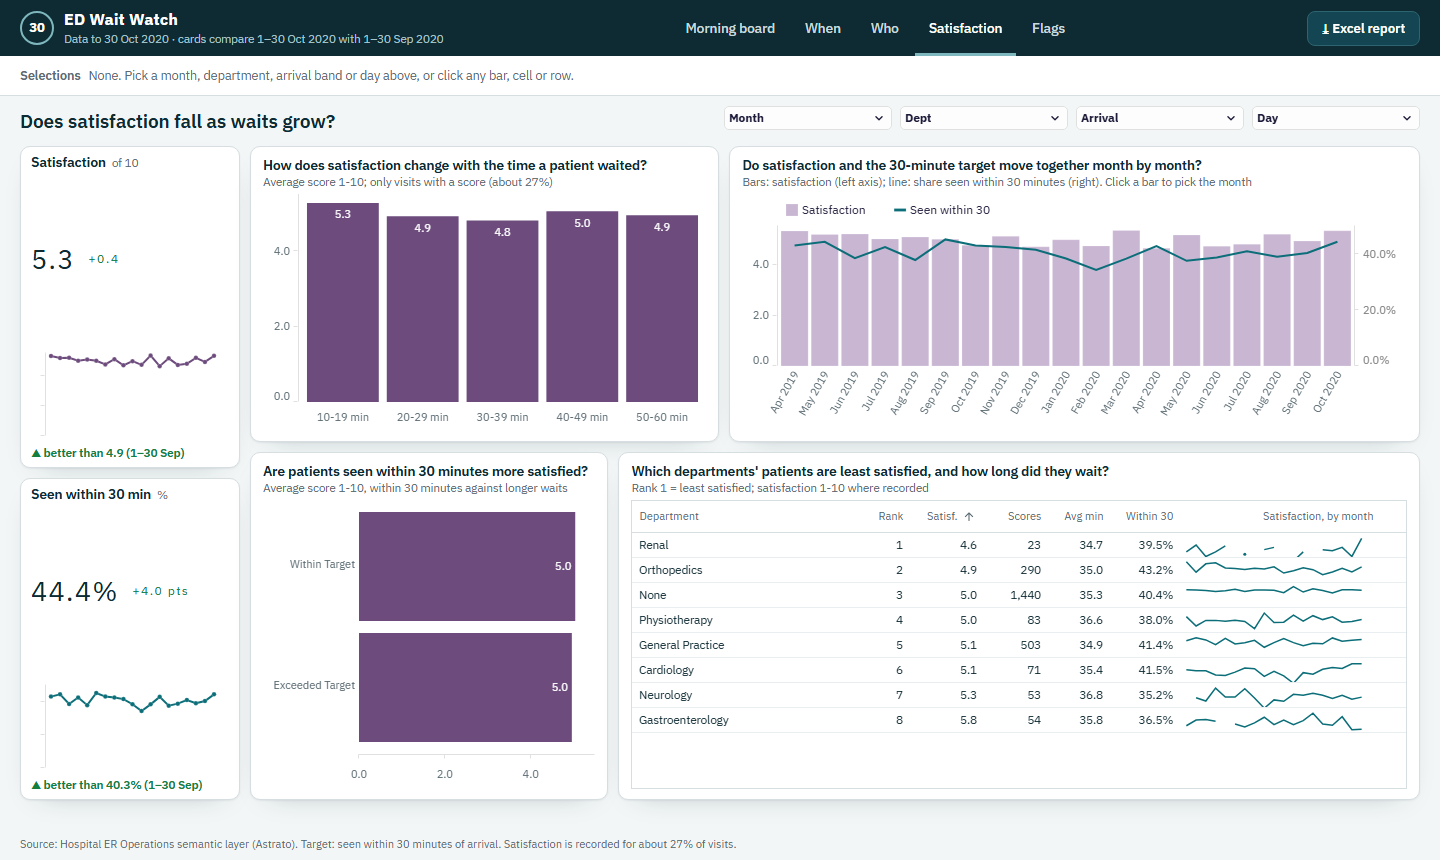 30
ED Wait Watch
Data to 30 Oct 2020 · cards compare 1–30 Oct 2020 with 1–30 Sep 2020
Morning board When Who Satisfaction Flags
Excel report
Selections None. Pick a month, department, arrival band or day above, or click any bar, cell or row.
Does satisfaction fall as waits grow?
Month Dept Arrival Day
Satisfaction of 10
5.3 +0.4
▲ better than 4.9 (1–30 Sep)
Seen within 30 min %
44.4% +4.0 pts
▲ better than 40.3% (1–30 Sep)
How does satisfaction change with the time a patient waited?
Average score 1-10; only visits with a score (about 27%)
5.3 4.9 4.8 5.0 4.9
4.0
2.0
0.0
10-19 min 20-29 min 30-39 min 40-49 min 50-60 min
Do satisfaction and the 30-minute target move together month by month?
Bars: satisfaction (left axis); line: share seen within 30 minutes (right). Click a bar to pick the month
Satisfaction Seen within 30
4.0 40.0%
2.0 20.0%
0.0 0.0%
Apr 2019 May 2019 Jun 2019 Jul 2019 Aug 2019 Sep 2019 Oct 2019 Nov 2019 Dec 2019 Jan 2020 Feb 2020 Mar 2020 Apr 2020 May 2020 Jun 2020 Jul 2020 Aug 2020 Sep 2020 Oct 2020
Are patients seen within 30 minutes more satisfied?
Average score 1-10, within 30 minutes against longer waits
Within Target 5.0
Exceeded Target 5.0
0.0 2.0 4.0
Which departments' patients are least satisfied, and how long did they wait?
Rank 1 = least satisfied; satisfaction 1-10 where recorded
Department Rank Satisf. ↑ Scores Avg min Within 30 Satisfaction, by month
Renal 1 4.6 23 34.7 39.5%
Orthopedics 2 4.9 290 35.0 43.2%
None 3 5.0 1,440 35.3 40.4%
Physiotherapy 4 5.0 83 36.6 38.0%
General Practice 5 5.1 503 34.9 41.4%
Cardiology 6 5.1 71 35.4 41.5%
Neurology 7 5.3 53 36.8 35.2%
Gastroenterology 8 5.8 54 35.8 36.5%
Source: Hospital ER Operations semantic layer (Astrato). Target: seen within 30 minutes of arrival. Satisfaction is recorded for about 27% of visits.